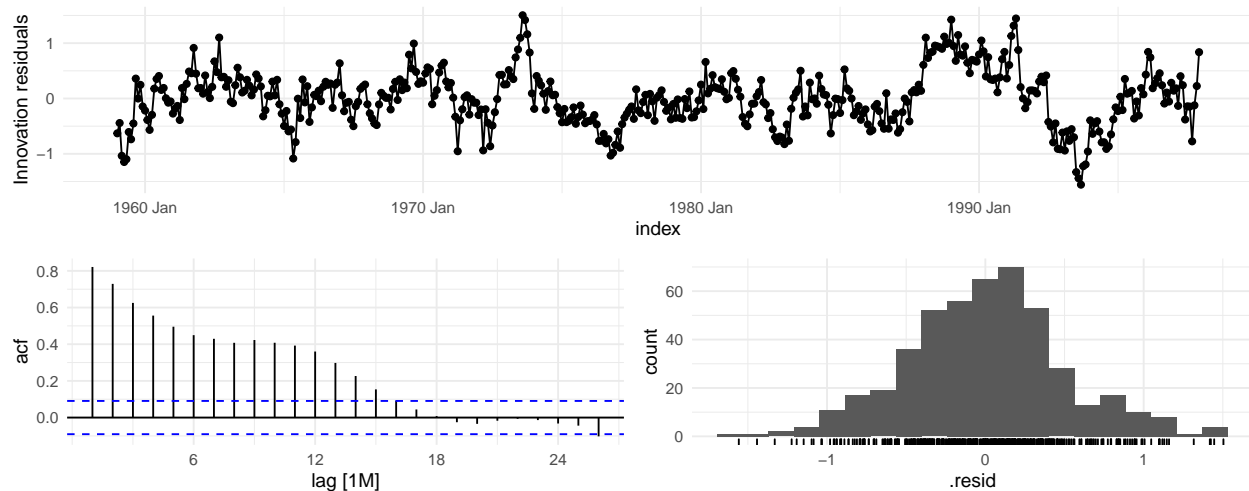 Innovation residuals
1
0
−1
1960 Jan
1970 Jan
1980 Jan
1990 Jan
index
acf
0.8
0.6
0.4
0.2
0.0
6
12
18
24
lag [1M]
count
60
40
20
0
−1
0
1
.resid